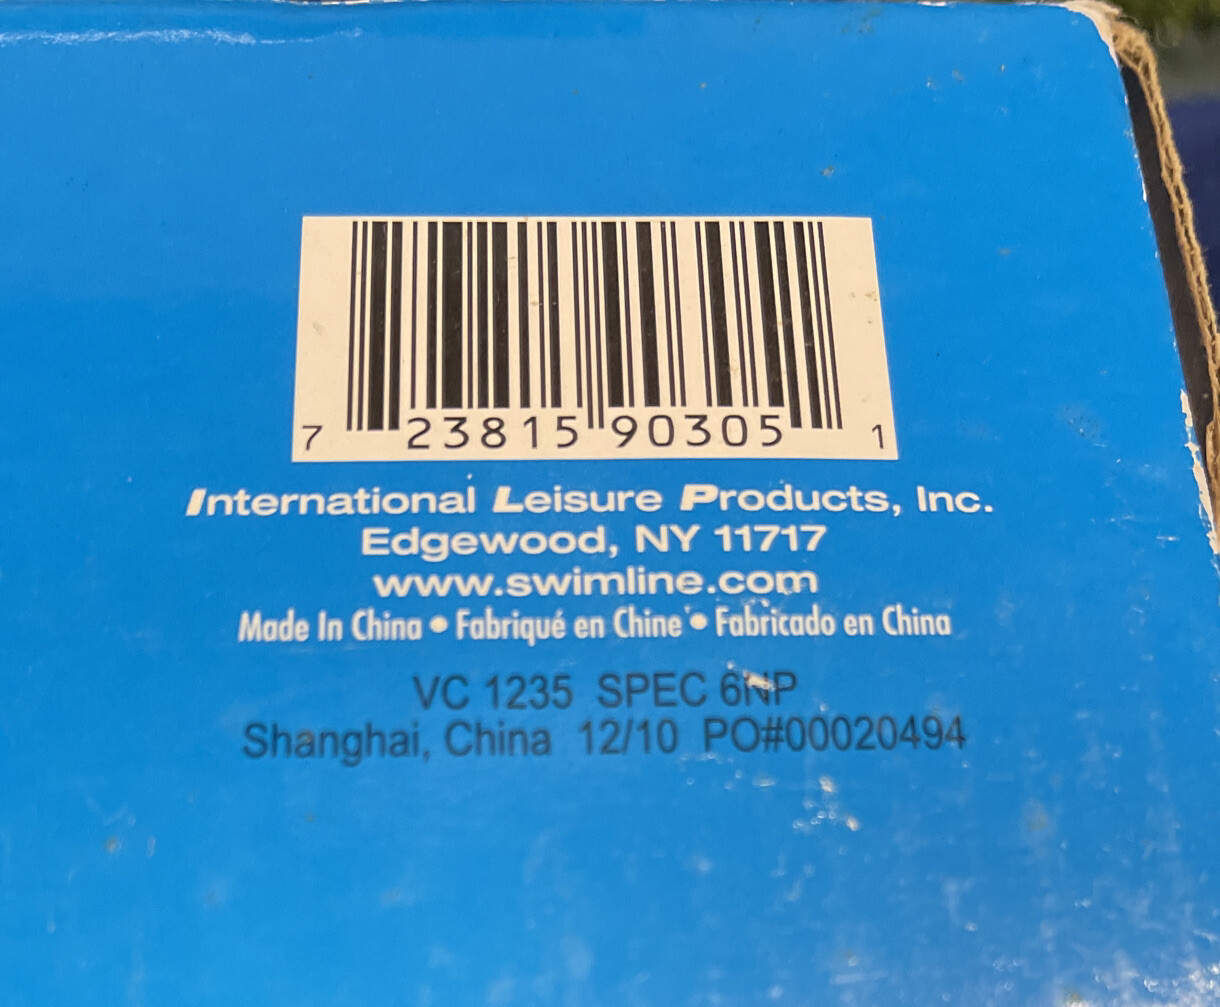 7 23815 90305 1
International Leisure Products, Inc.
Edgewood, NY 11717
www.swimline.com
Made In China • Fabriqué en Chine • Fabricado en China
VC 1235 SPEC 6NP
Shanghai, China 12/10 PO#00020494